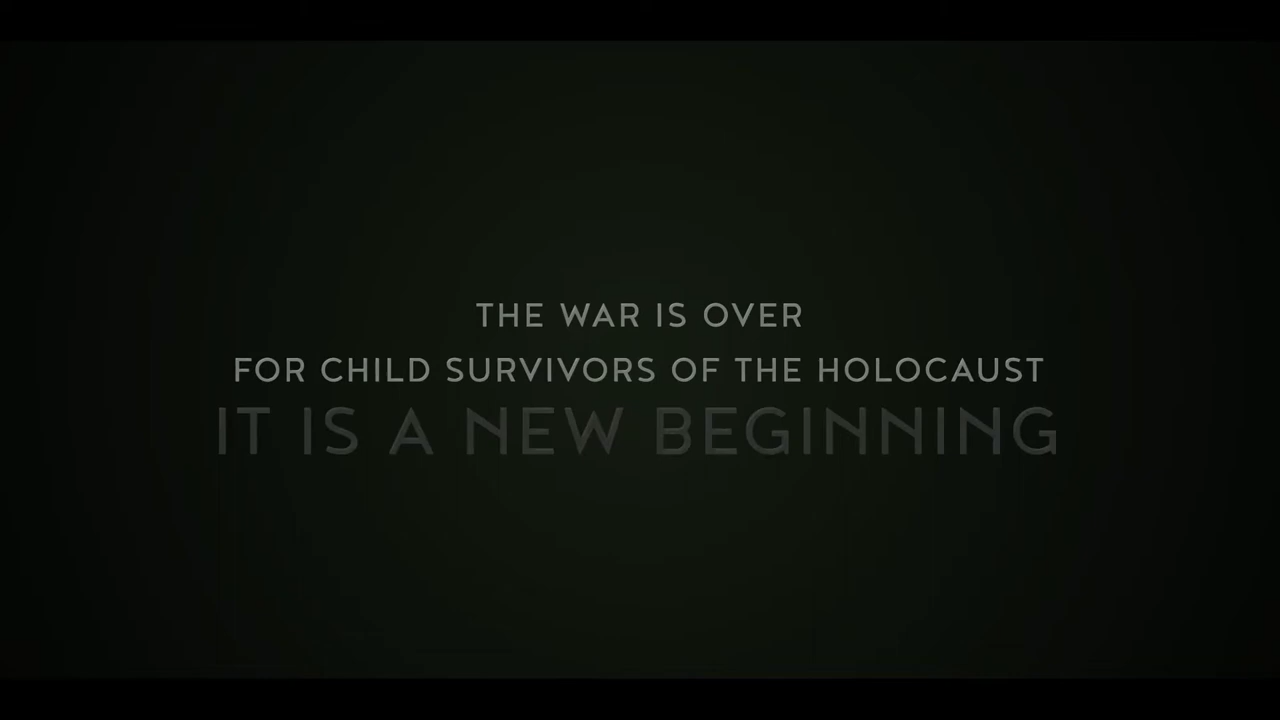 THE WAR IS OVER
FOR CHILD SURVIVORS OF THE HOLOCAUST
IT IS A NEW BEGINNING